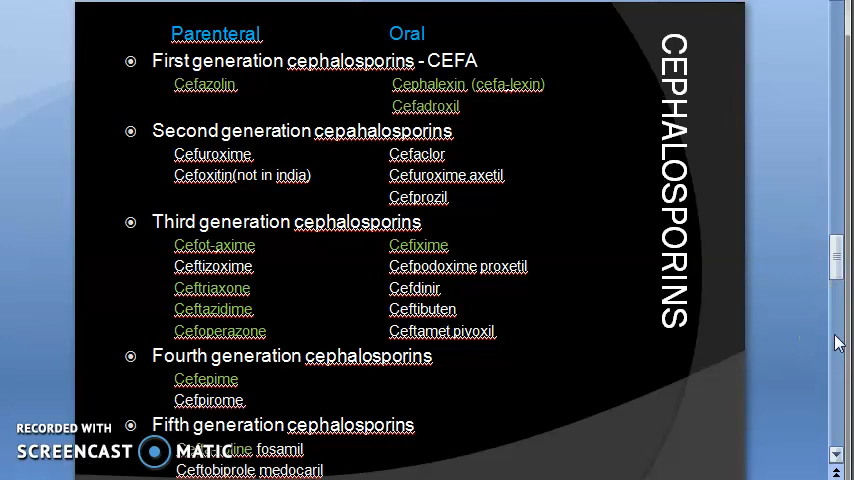 Parenteral Oral
First generation cephalosporins - CEFA
Cefazolin Cephalexin (cefa-lexin)
Cefadroxil
Second generation cepahalosporins
Cefuroxime Cefaclor
Cefoxitin(not in india) Cefuroxime axetil
Cefprozil
Third generation cephalosporins
Cefot-axime Cefixime
Ceftizoxime Cefpodoxime proxetil
Ceftriaxone Cefdinir
Ceftazidime Ceftibuten
Cefoperazone Ceftamet pivoxil
Fourth generation cephalosporins
Cefepime
Cefpirome
Fifth generation cephalosporins
fosamil
Ceftobiprole medocaril
CEPHALOSPORINS
RECORDED WITH
SCREENCAST MATIC